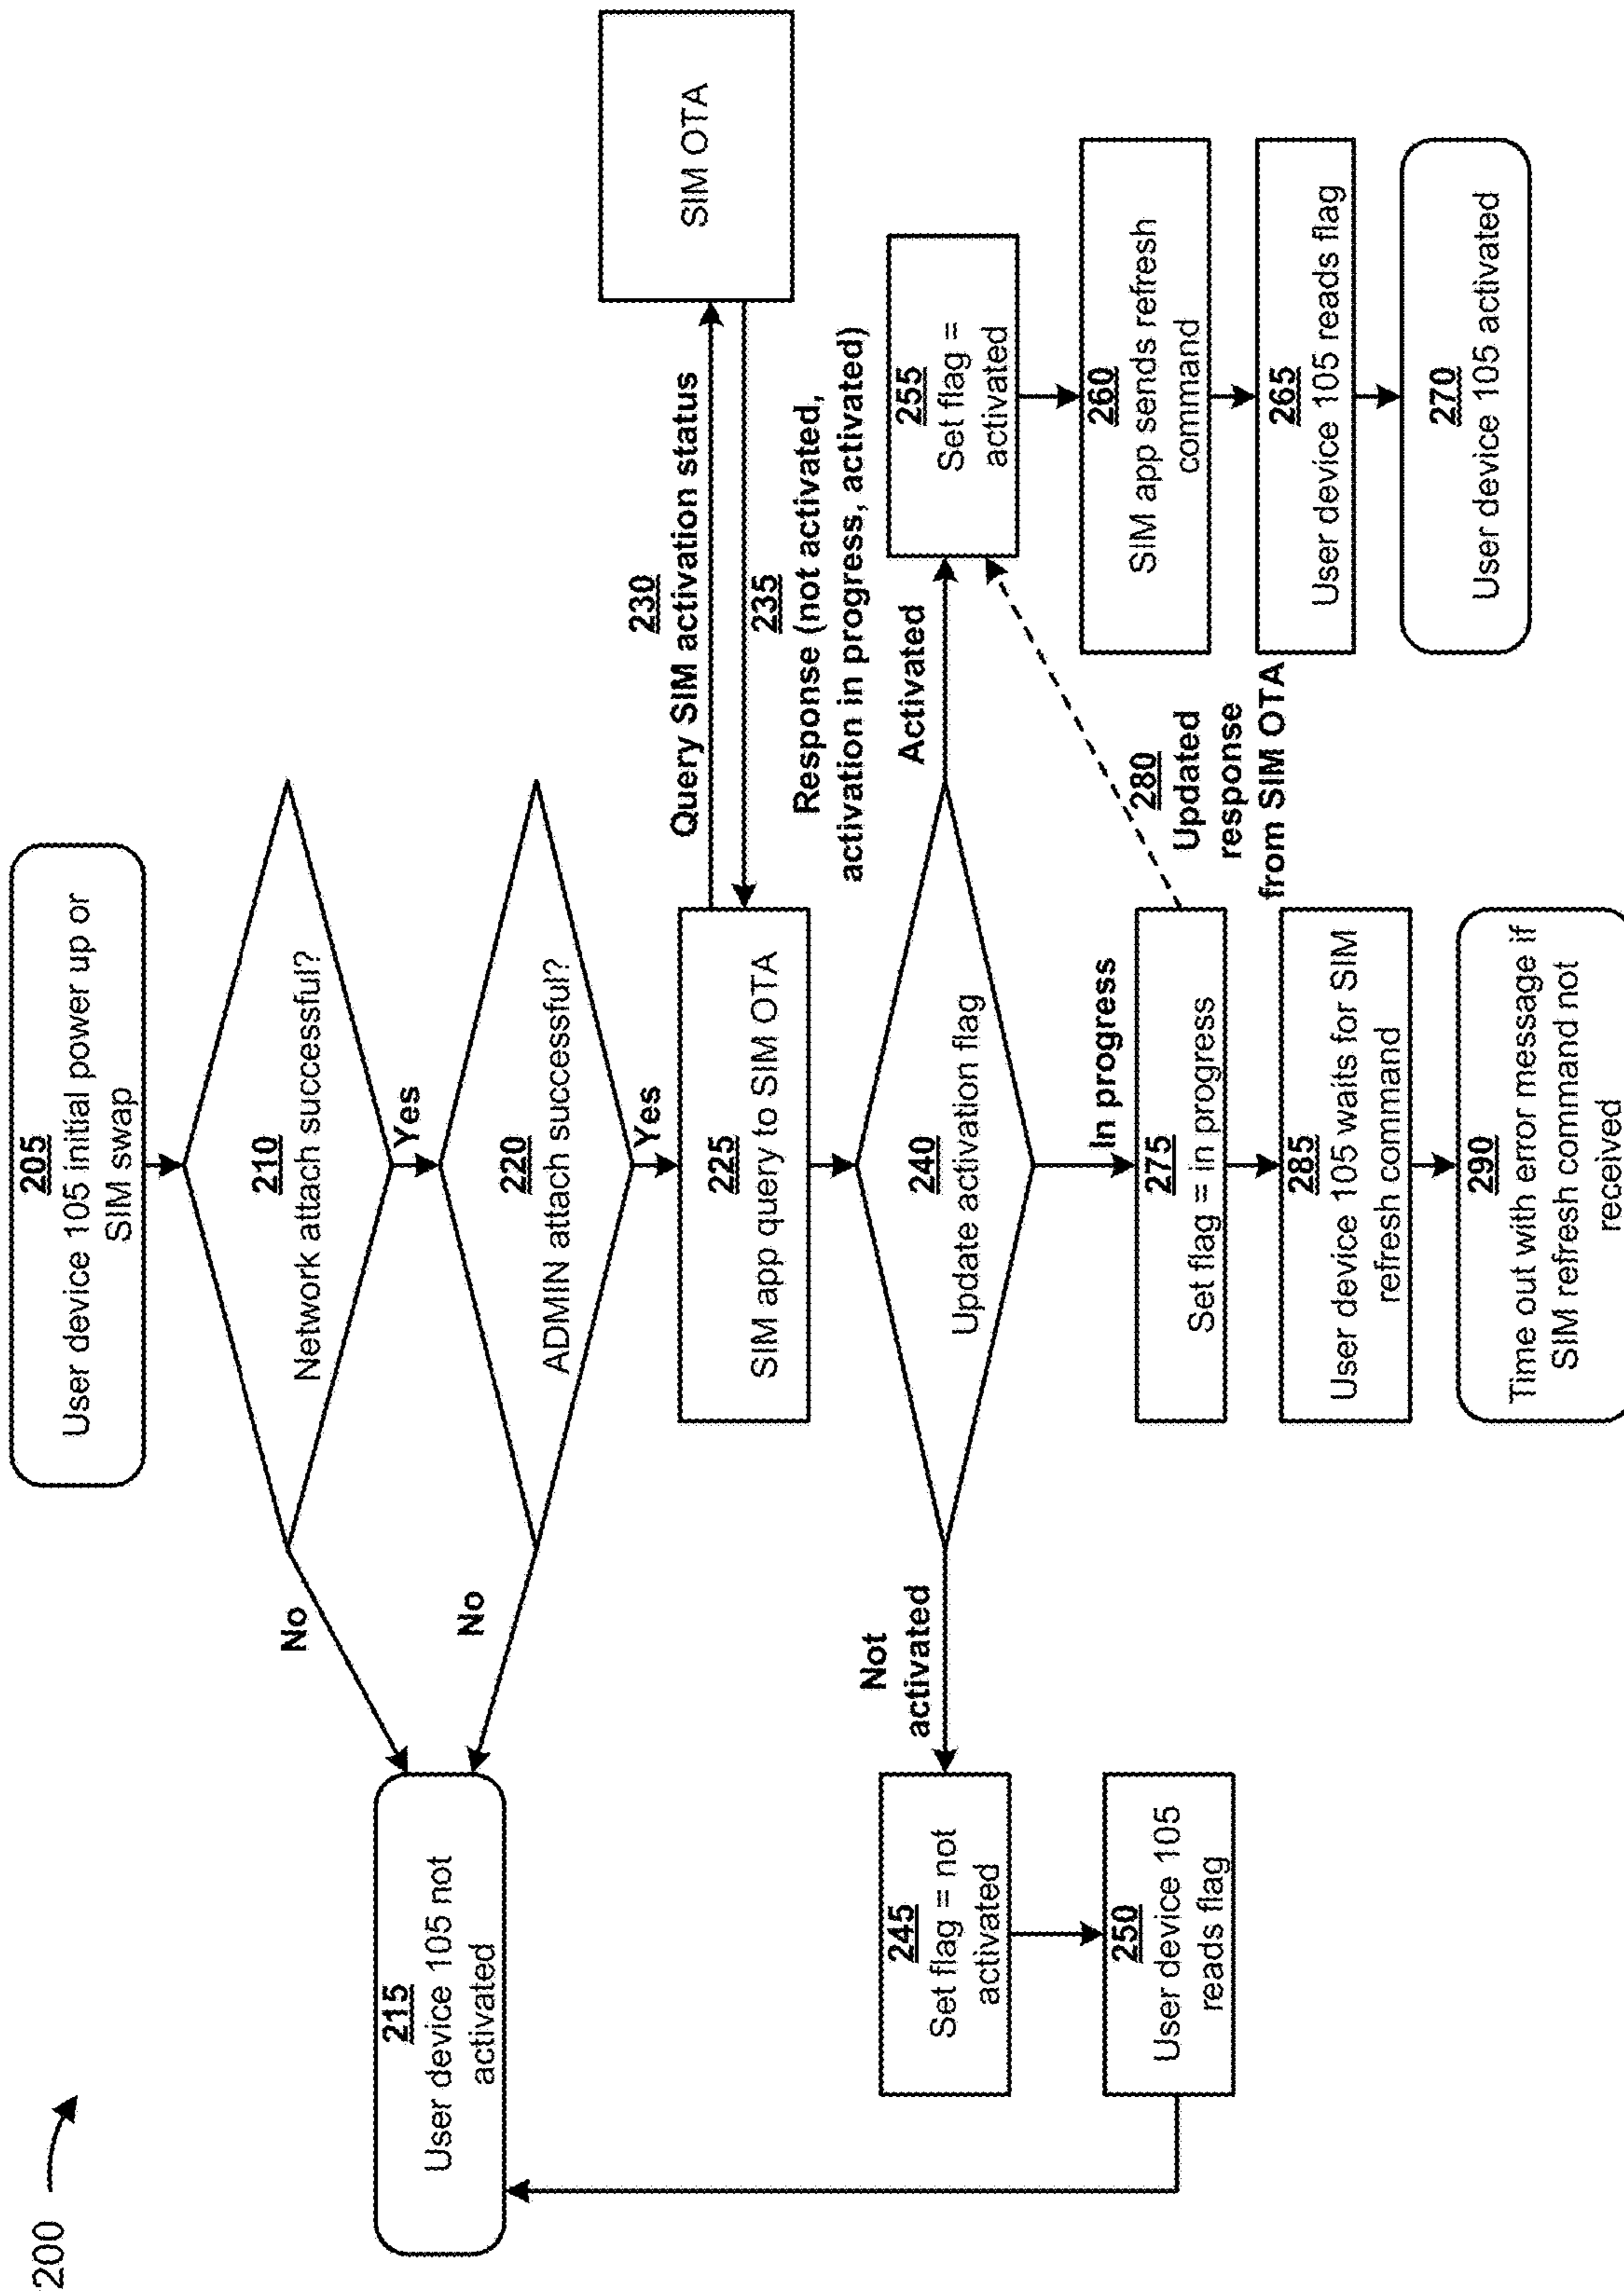 200
205
User device 105 initial power up or
SIM swap
210
Network attach successful?
No
Yes
215
User device 105 not
activated
220
ADMIN attach successful?
No
Yes
225
SIM app query to SIM OTA
230
Query SIM activation status
SIM OTA
235
Response (not activated,
activation in progress, activated)
240
Update activation flag
Not
activated
245
Set flag = not
activated
250
User device 105
reads flag
Activated
255
Set flag =
activated
260
SIM app sends refresh
command
265
User device 105 reads flag
270
User device 105 activated
In progress
275
Set flag = in progress
280
Updated
response
from SIM OTA
285
User device 105 waits for SIM
refresh command
290
Time out with error message if
SIM refresh command not
received